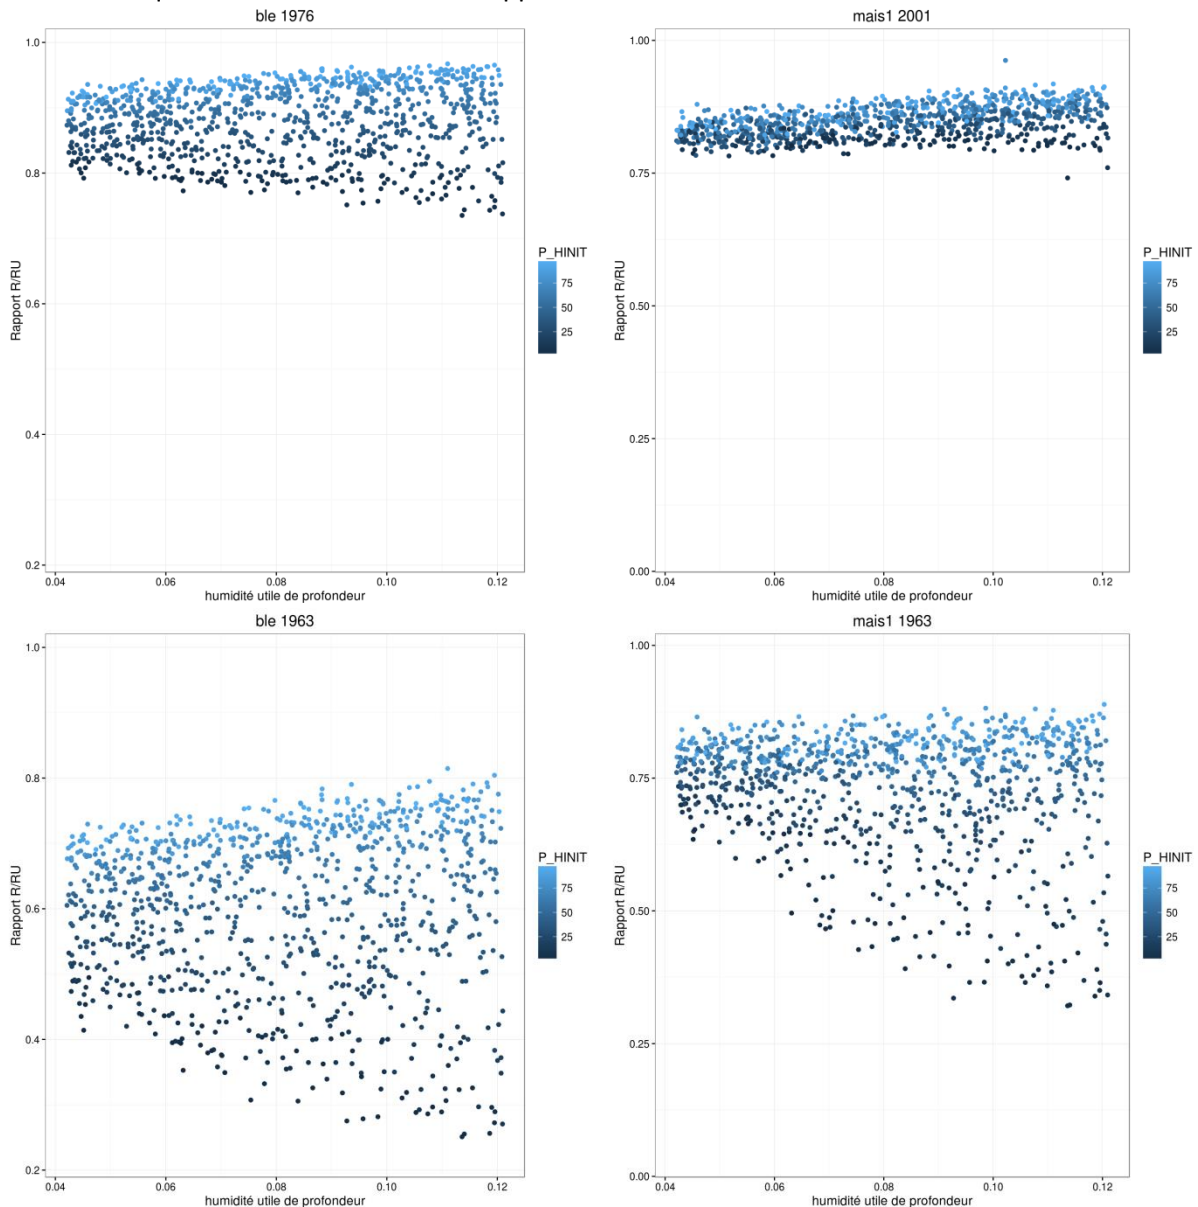 ble 1976
1.0
0.8
0.6
0.4
0.2
Rapport R/RU
0.04 0.06 0.08 0.10 0.12
humidité utile de profondeur
P_HINIT
75
50
25
mais1 2001
1.00
0.75
0.50
0.25
0.00
Rapport R/RU
0.04 0.06 0.08 0.10 0.12
humidité utile de profondeur
P_HINIT
75
50
25
ble 1963
1.0
0.8
0.6
0.4
0.2
Rapport R/RU
0.04 0.06 0.08 0.10 0.12
humidité utile de profondeur
P_HINIT
75
50
25
mais1 1963
1.00
0.75
0.50
0.25
0.00
Rapport R/RU
0.04 0.06 0.08 0.10 0.12
humidité utile de profondeur
P_HINIT
75
50
25